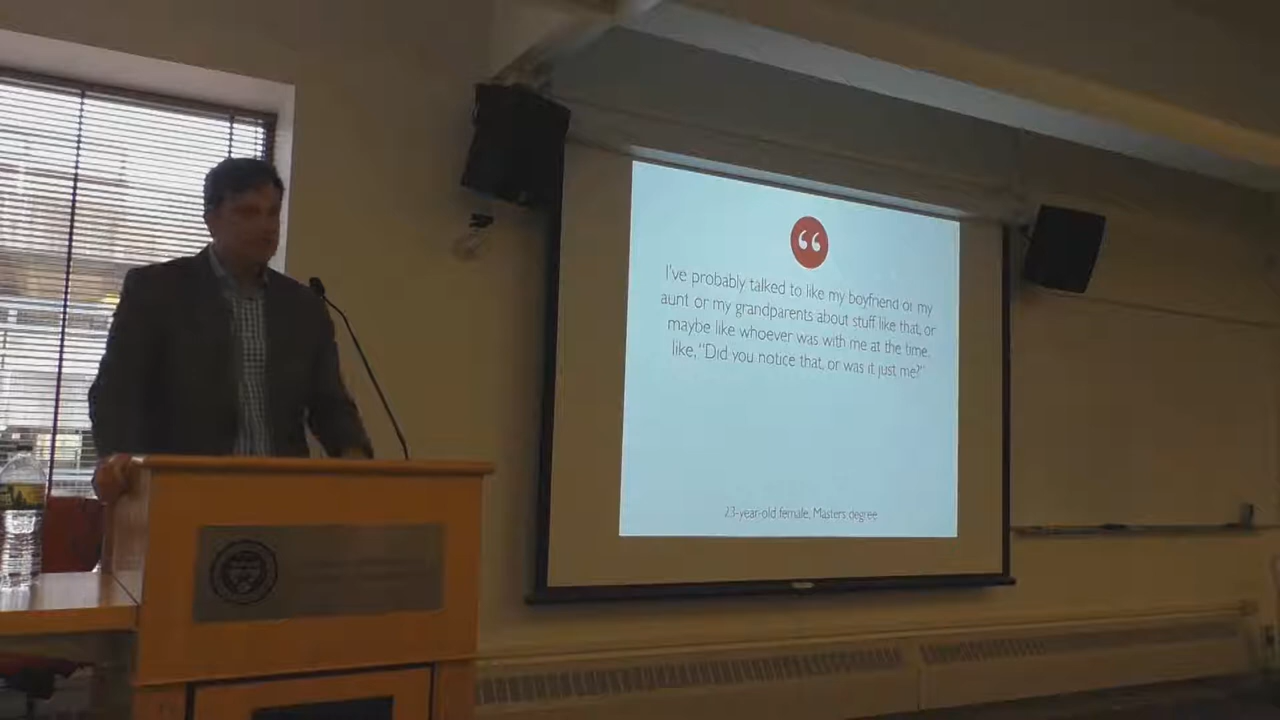 “
I've probably talked to like my boyfriend or my
aunt or my grandparents about stuff like that, or
maybe like whoever was with me at the time,
like, “Did you notice that, or was it just me?”
23-year-old female, Masters degree